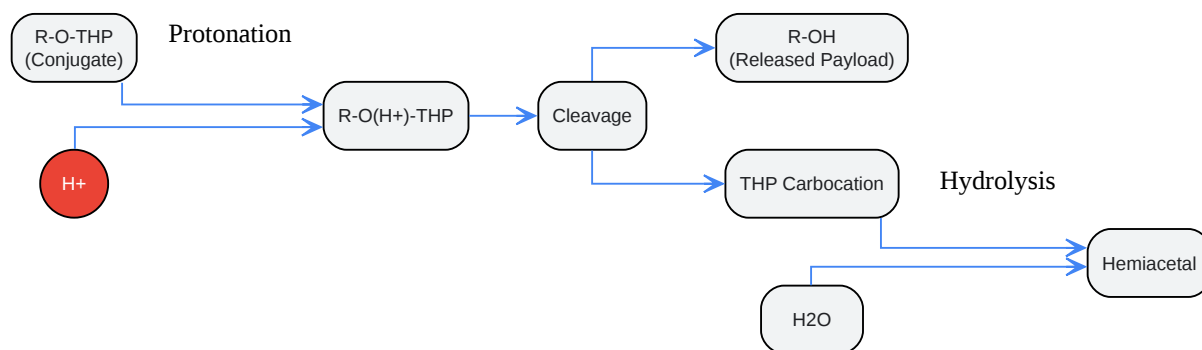 R-O-THP
(Conjugate)
Protonation
H+
R-O(H+)-THP
Cleavage
R-OH
(Released Payload)
THP Carbocation
Hydrolysis
H2O
Hemiacetal